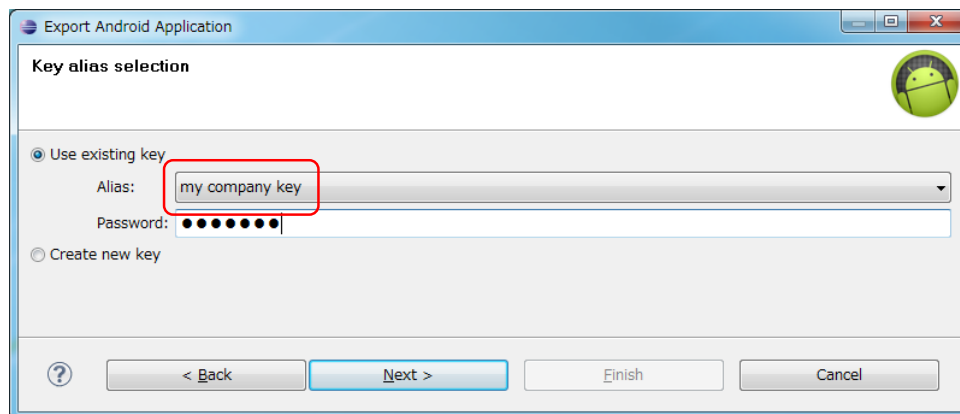 Export Android Application
Key alias selection
Use existing key
Alias: my company key
Password: ●●●●●●●
Create new key
? < Back Next > Finish Cancel